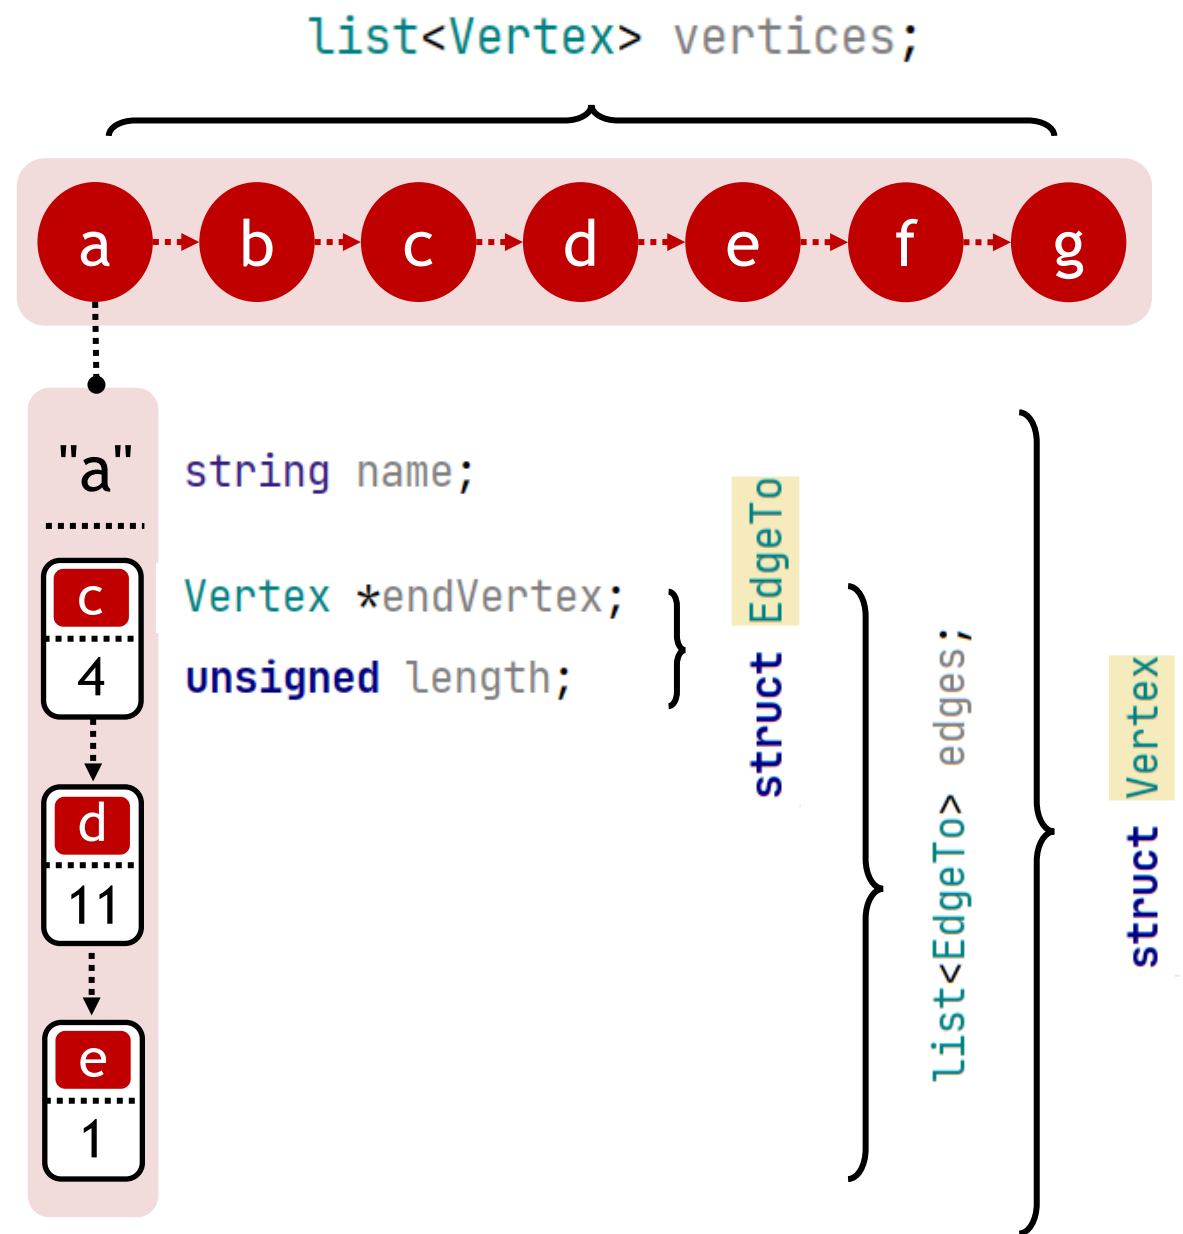 list<Vertex> vertices;
a b c d e f g
"a"
string name;
c
Vertex *endVertex;
4
unsigned length;
d
11
e
1
struct EdgeTo
list<EdgeTo> edges;
struct Vertex